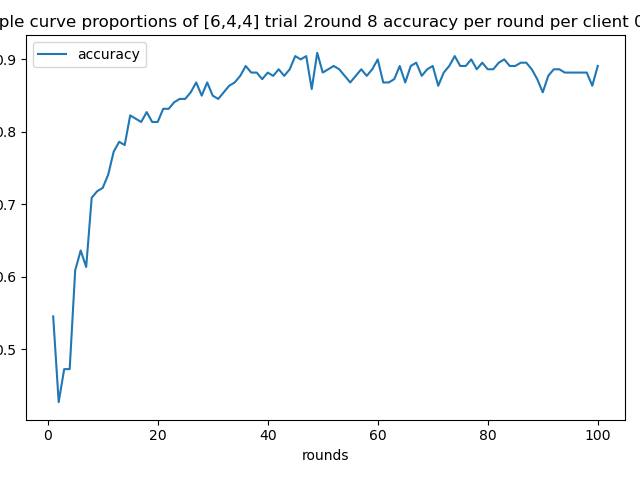 ple curve proportions of [6,4,4] trial 2round 8 accuracy per round per client 0
accuracy
0.9
0.8
0.7
0.6
0.5
0 20 40 60 80 100
rounds